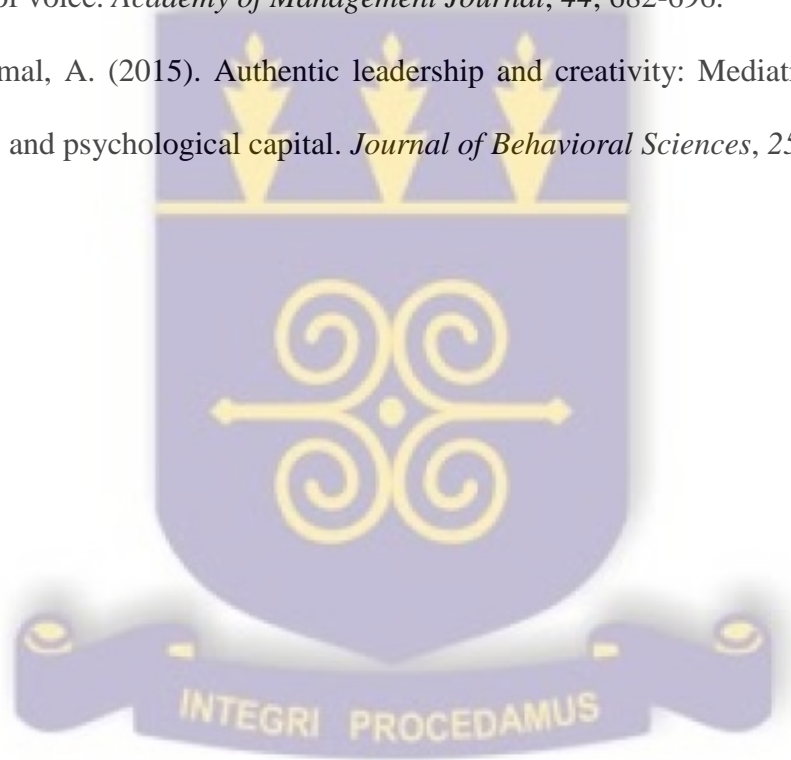 or voice. Academy of Management Journal, 44, 682-696.
mal, A. (2015). Authentic leadership and creativity: Mediati
and psychological capital. Journal of Behavioral Sciences, 25
INTEGRI PROCEDAMUS